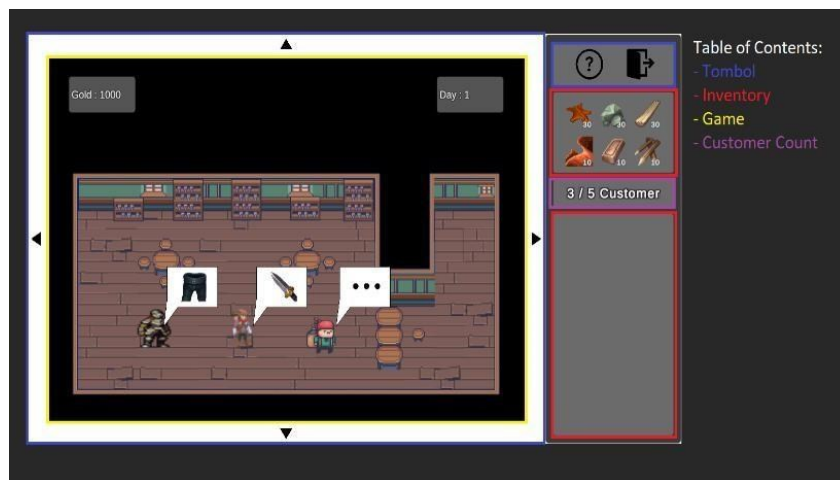 Gold : 1000
Day : 1
?
30 30 30
10 10 20
3 / 5 Customer
...
Table of Contents:
- Tombol
- Inventory
- Game
- Customer Count